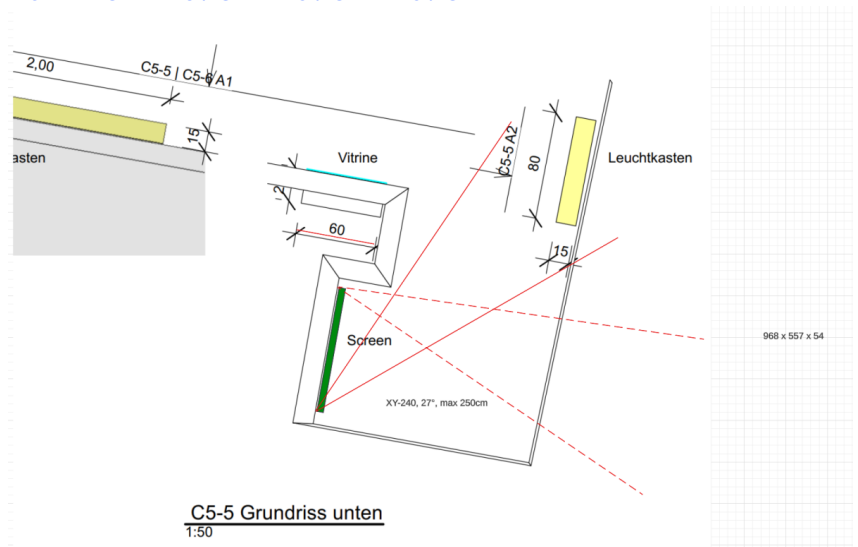 2,00
C5-5 | C5-6 A1
15
asten
Vitrine
C5-5 A2
80
Leuchtkasten
2
60
15
Screen
968 x 557 x 54
XY-240, 27°, max 250cm
C5-5 Grundriss unten
1:50